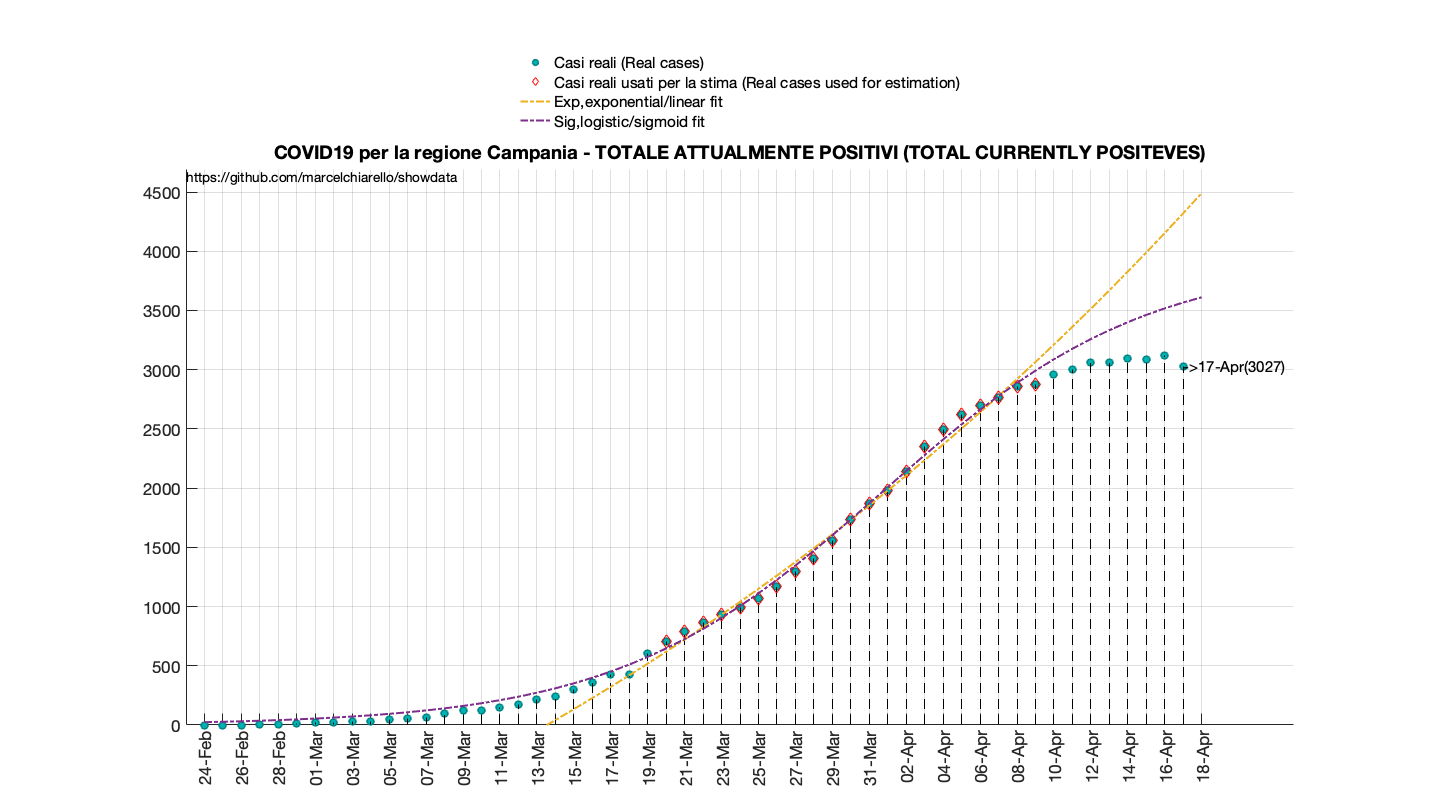 Casi reali (Real cases)
Casi reali usati per la stima (Real cases used for estimation)
Exp,exponential/linear fit
Sig,logistic/sigmoid fit
COVID19 per la regione Campania - TOTALE ATTUALMENTE POSITIVI (TOTAL CURRENTLY POSITEVES)
https://github.com/marcelchiarello/showdata
4500
4000
3500
3000
2500
2000
1500
1000
500
0
->17-Apr(3027)
24-Feb
26-Feb
28-Feb
01-Mar
03-Mar
05-Mar
07-Mar
09-Mar
11-Mar
13-Mar
15-Mar
17-Mar
19-Mar
21-Mar
23-Mar
25-Mar
27-Mar
29-Mar
31-Mar
02-Apr
04-Apr
06-Apr
08-Apr
10-Apr
12-Apr
14-Apr
16-Apr
18-Apr